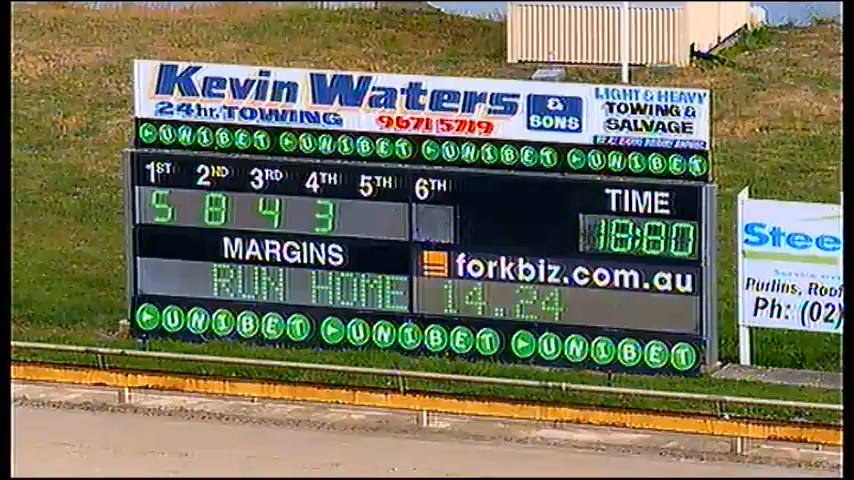 Kevin Waters & SONS
24hr. TOWING 9671 5719
LIGHT & HEAVY
TOWING &
SALVAGE
UNIBET UNIBET UNIBET UNIBET
1ST 2ND 3RD 4TH 5TH 6TH
TIME
5 8 4 3
18:80
MARGINS
forkbiz.com.au
RUN HOME 14.24
UNIBET UNIBET UNIBET UNIBET
Stee
Purlins, Roof
Ph: (02)